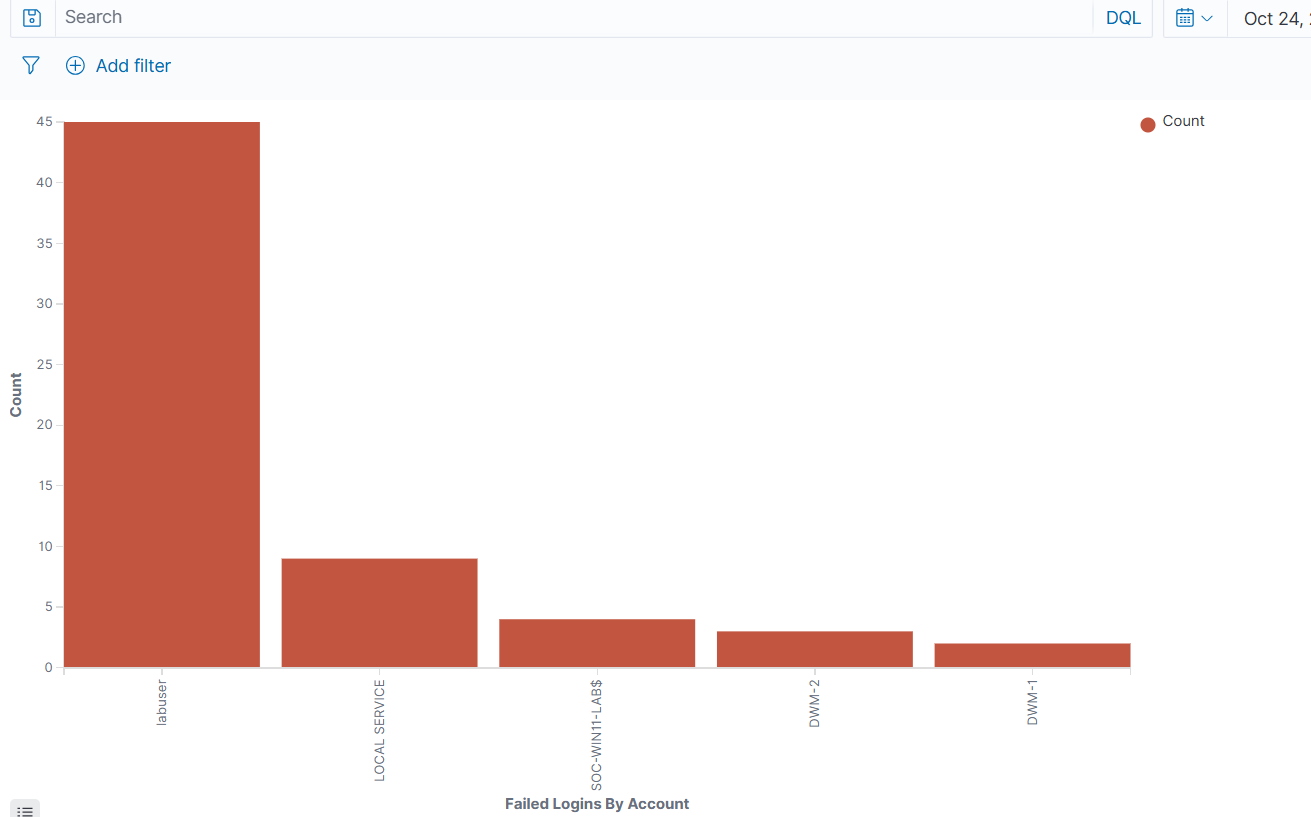 Search
DQL
Oct 24,
Add filter
Count
45
40
35
30
25
20
15
10
5
0
Count
labuser
LOCAL SERVICE
SOC-WIN11-LAB$
DWM-2
DWM-1
Failed Logins By Account